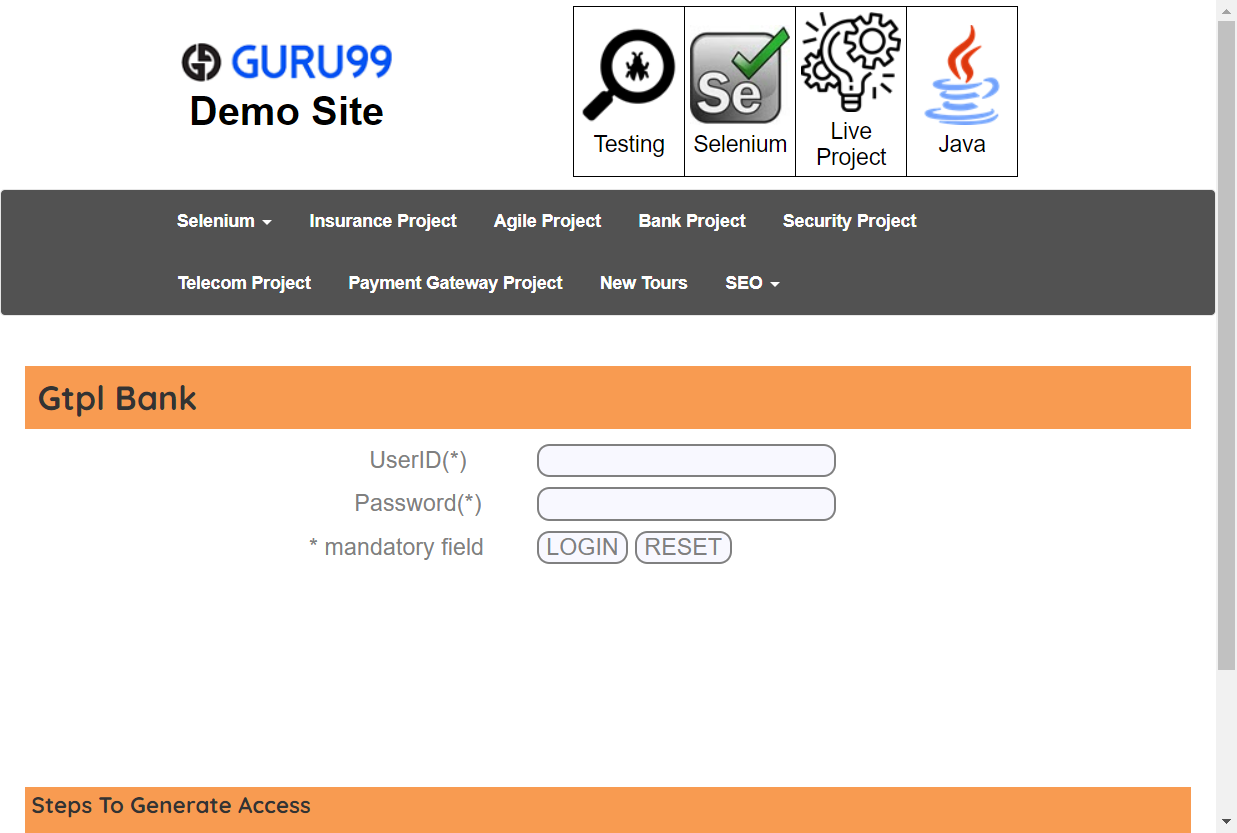 GURU99
Demo Site
Testing
Se
Selenium
Live
Project
Java
Selenium
Insurance Project
Agile Project
Bank Project
Security Project
Telecom Project
Payment Gateway Project
New Tours
SEO
Gtpl Bank
UserID(*)
Password(*)
* mandatory field
LOGIN RESET
Steps To Generate Access